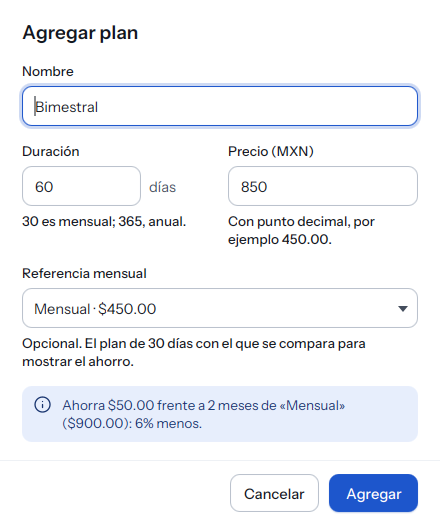 Agregar plan
Nombre
Bimestral
Duración
Precio (MXN)
60 días
850
30 es mensual; 365, anual.
Con punto decimal, por
ejemplo 450.00.
Referencia mensual
Mensual · $450.00
Opcional. El plan de 30 días con el que se compara para
mostrar el ahorro.
Ahorra $50.00 frente a 2 meses de «Mensual»
($900.00): 6% menos.
Cancelar
Agregar